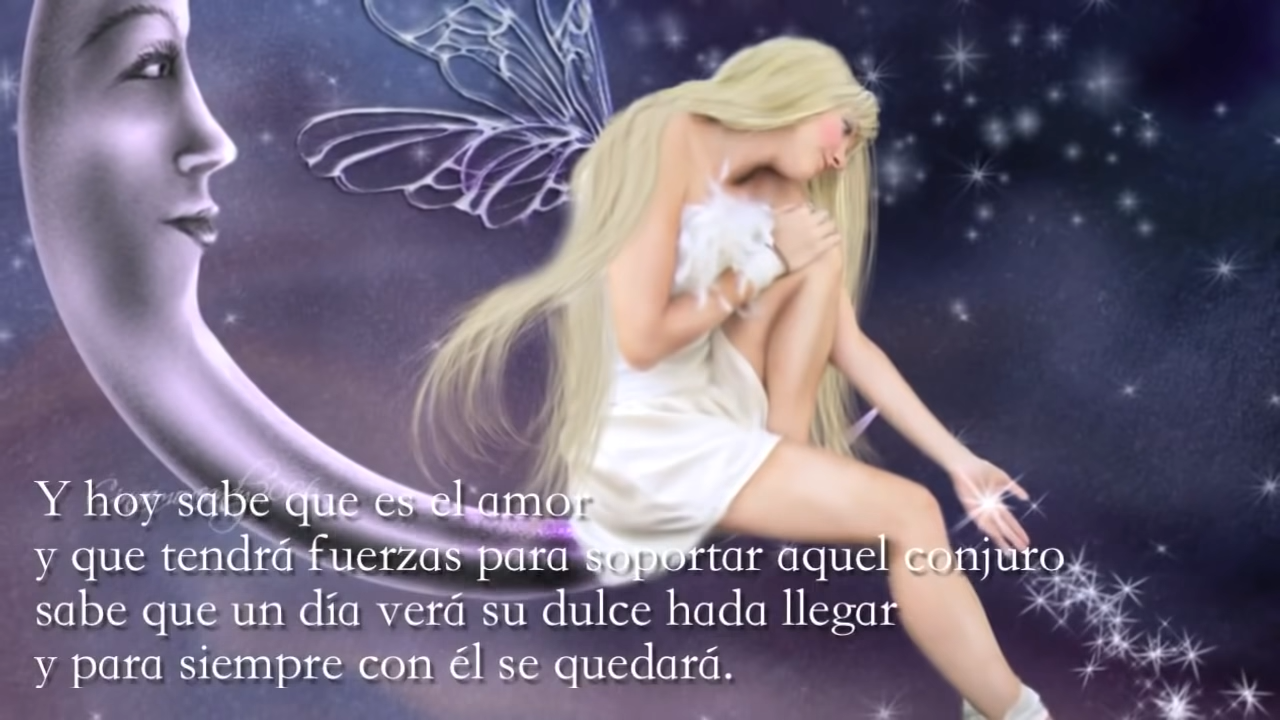 Y hoy sabe que es el amor
y que tendrá fuerzas para soportar aquel conjuro
sabe que un día verá su dulce hada llegar
y para siempre con él se quedará.